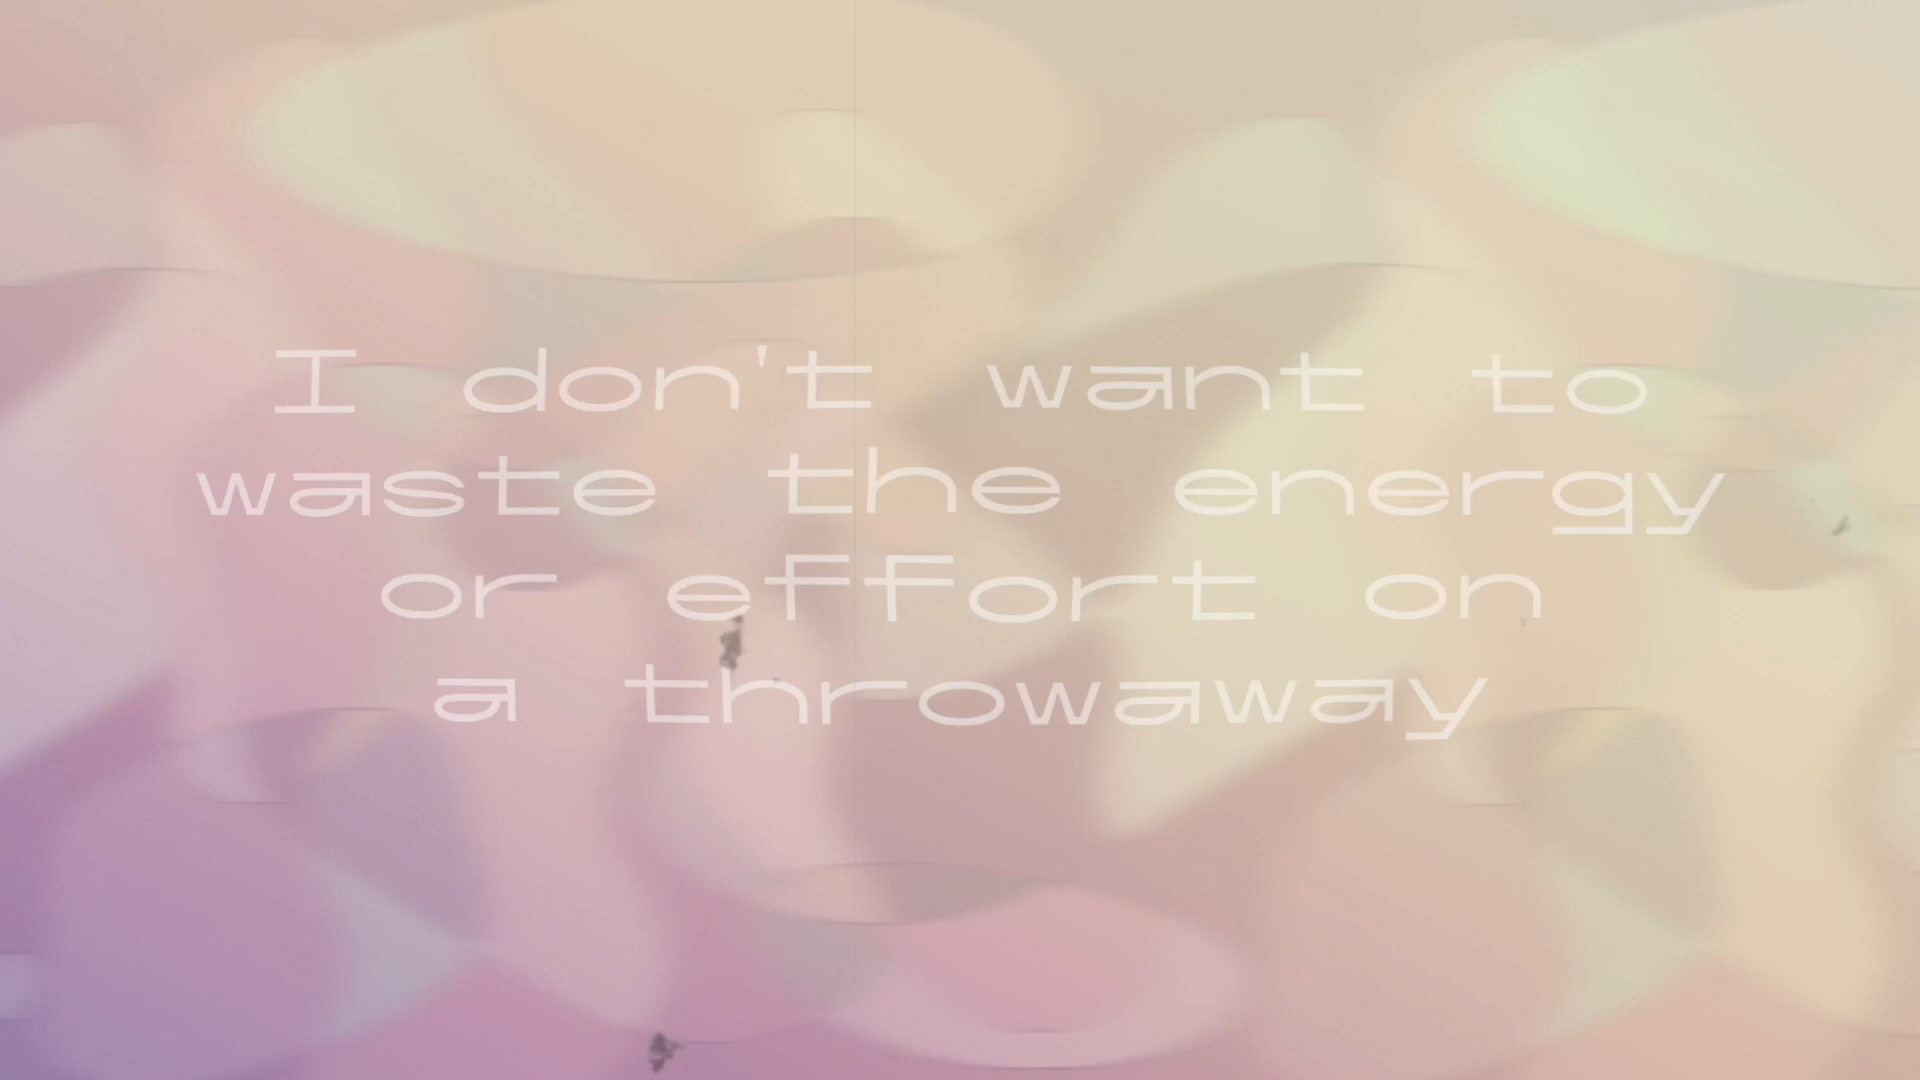 I don't want to
waste the energy
or effort on
a throwaway